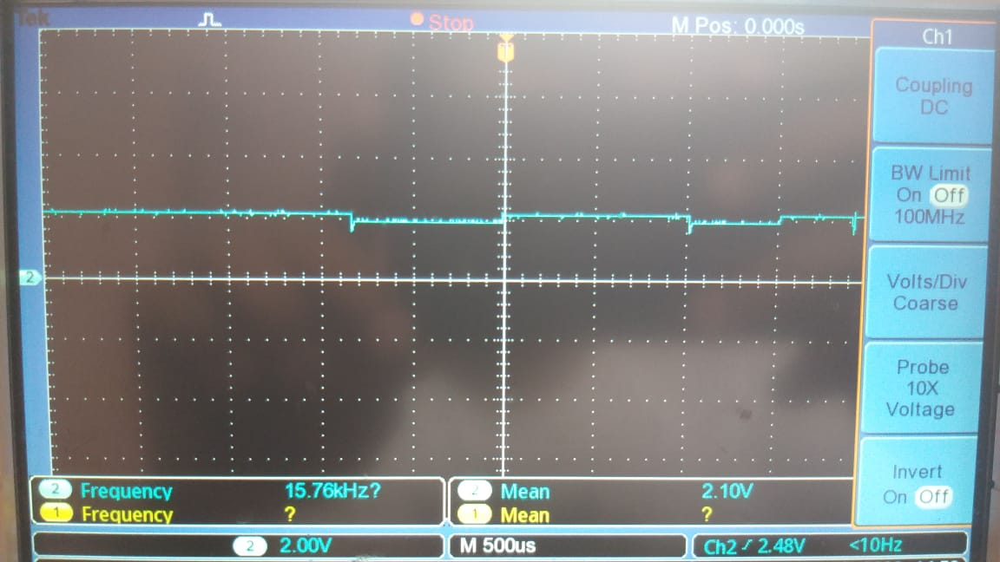 Tek
Stop
M Pos: 0.000s
Ch1
Coupling
DC
BW Limit
On Off
100MHz
Volts/Div
Coarse
Probe
10X
Voltage
Invert
On Off
2
2 Frequency 15.76kHz?
1 Frequency ?
2 Mean 2.10V
1 Mean ?
2 2.00V
M 500us
Ch2 2.48V <10Hz